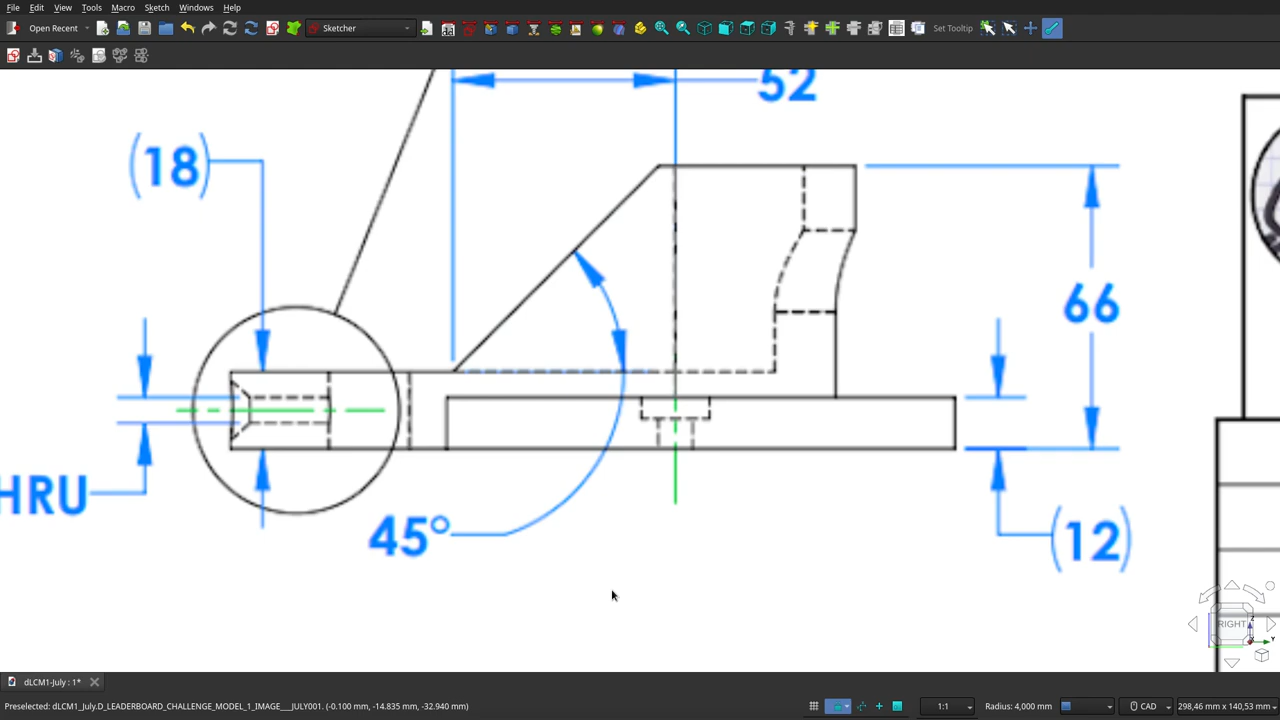 File Edit View Tools Macro Sketch Windows Help
Open Recent Sketcher Set Tooltip
52
(18)
66
HRU
45°
(12)
RIGHT
Z
Y
dLCM1-July : 1*
Preselected: dLCM1_July.D_LEADERBOARD_CHALLENGE_MODEL_1_IMAGE___JULY001. (-0.100 mm, -14.835 mm, -32.940 mm) 1:1 Radius: 4,000 mm CAD 298,46 mm x 140,53 mm